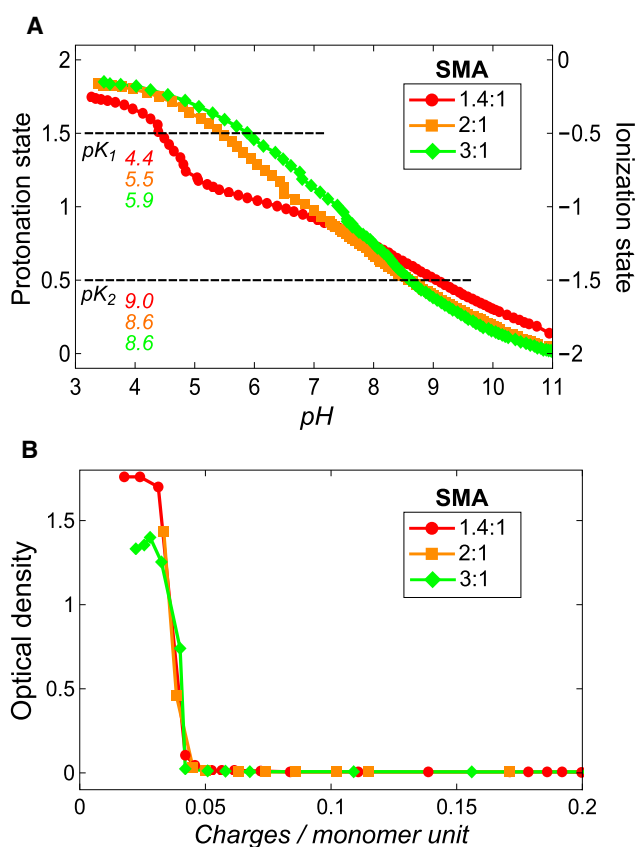 A
SMA
1.4:1
2:1
3:1
2
1.5
1
0.5
0
Protonation state
0
−0.5
−1
−1.5
−2
Ionization state
pK1
4.4
5.5
5.9
pK2
9.0
8.6
8.6
3 4 5 6 7 8 9 10 11
pH
B
SMA
1.4:1
2:1
3:1
1.5
1
0.5
0
Optical density
0 0.05 0.1 0.15 0.2
Charges / monomer unit